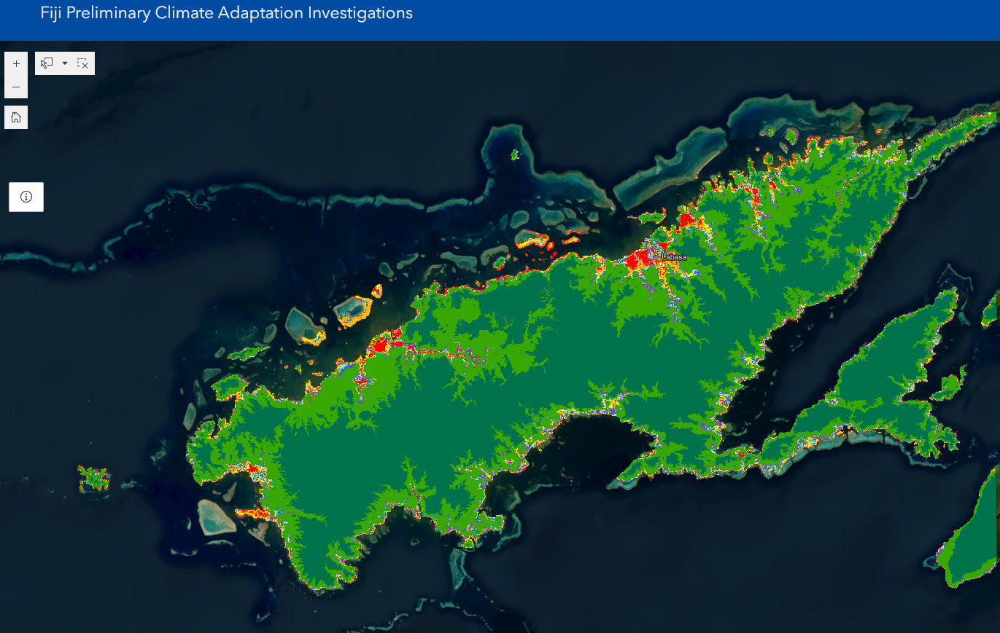 Fiji Preliminary Climate Adaptation Investigations
Labasa